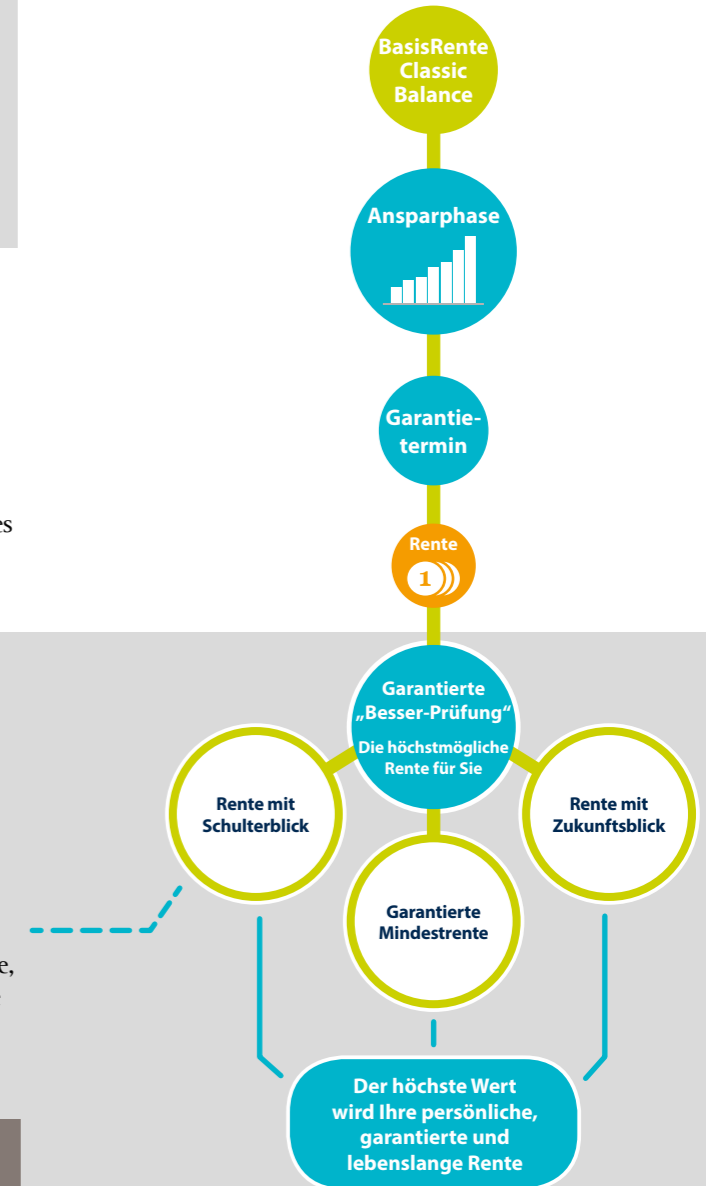 BasisRente
Classic
Balance
Ansparphase
Garantie-
termin
es
Rente
1
Garantierte
„Besser-Prüfung“
Die höchstmögliche
Rente für Sie
Rente mit
Schulterblick
Rente mit
Zukunftsblick
Garantierte
Mindestrente
e,
Der höchste Wert
wird Ihre persönliche,
garantierte und
lebenslange Rente